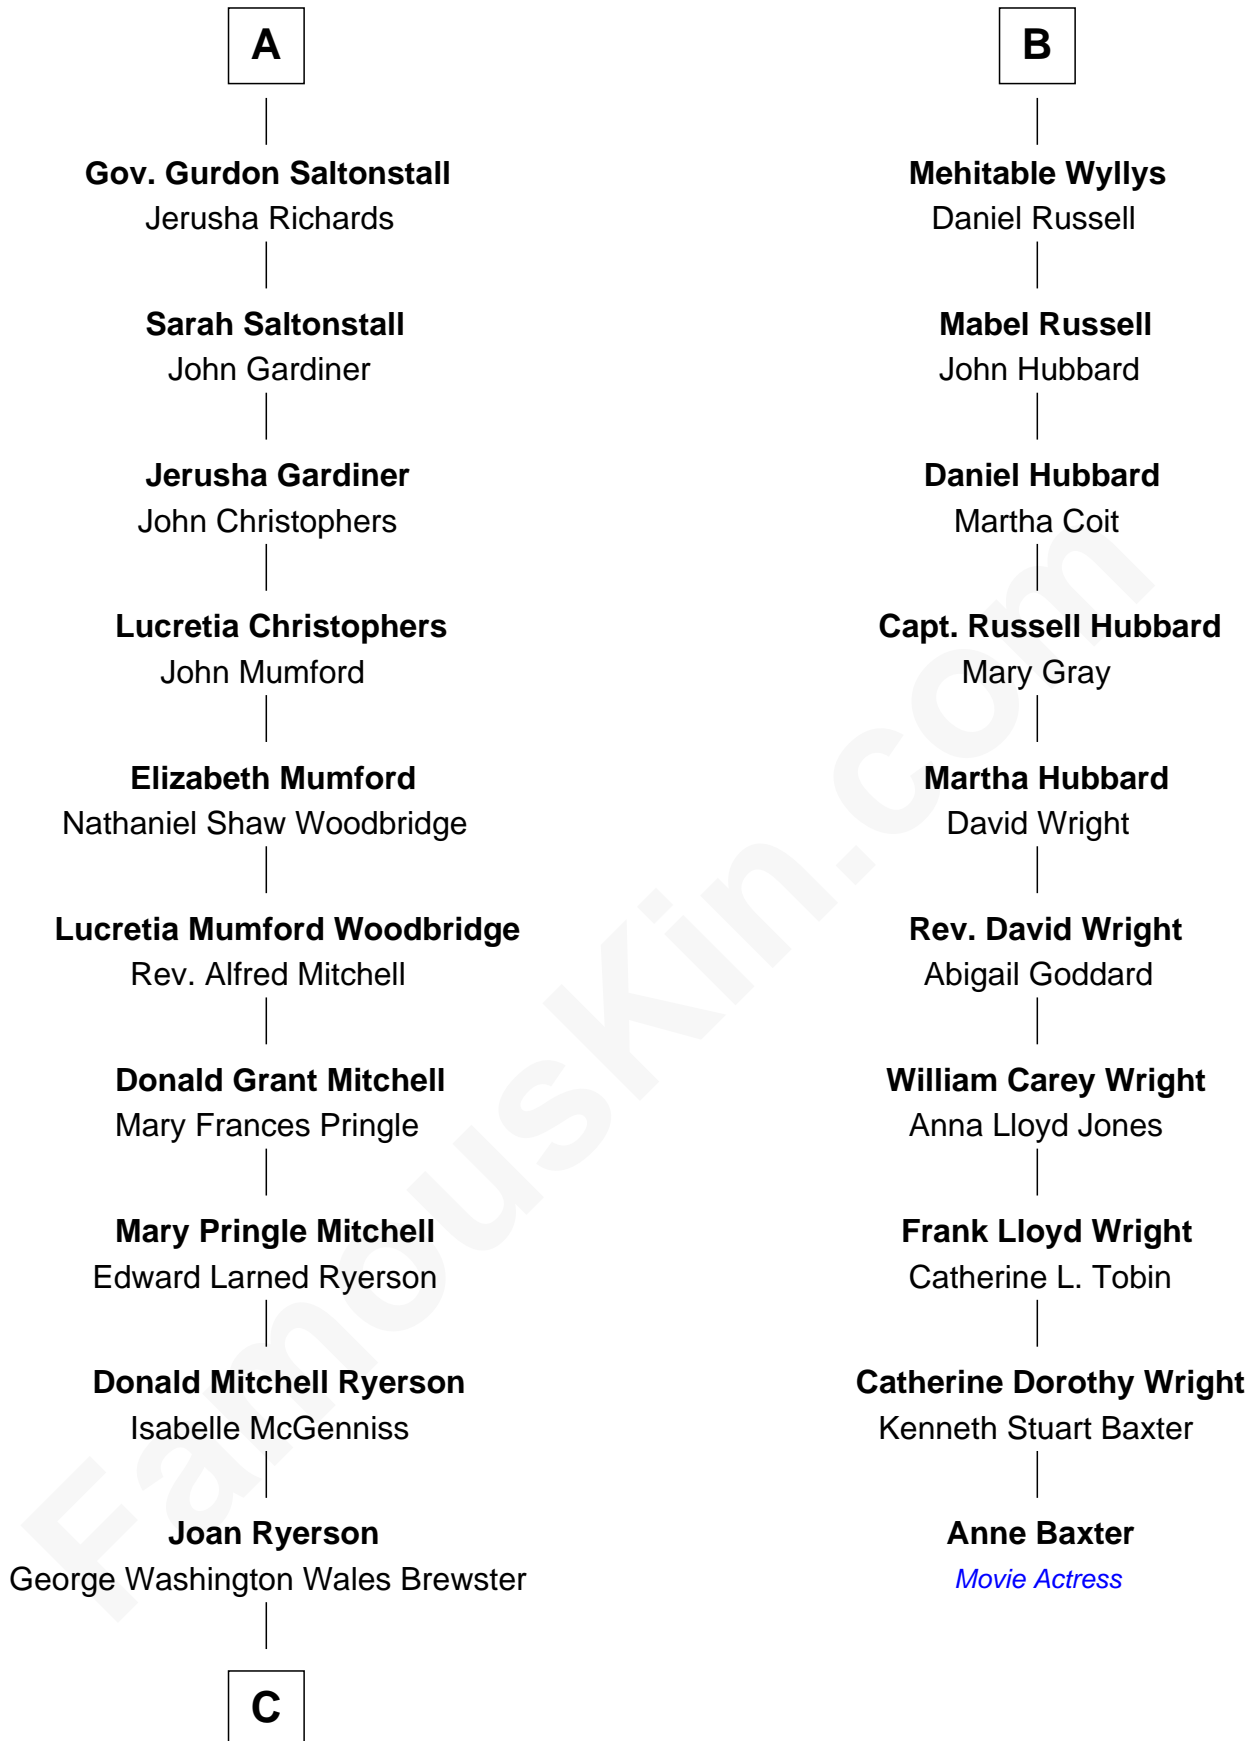 A
Gov. Gurdon Saltonstall
Jerusha Richards
Sarah Saltonstall
John Gardiner
Jerusha Gardiner
John Christophers
Lucretia Christophers
John Mumford
Elizabeth Mumford
Nathaniel Shaw Woodbridge
Lucretia Mumford Woodbridge
Rev. Alfred Mitchell
Donald Grant Mitchell
Mary Frances Pringle
Mary Pringle Mitchell
Edward Larned Ryerson
Donald Mitchell Ryerson
Isabelle McGenniss
Joan Ryerson
George Washington Wales Brewster
C
B
Mehitable Wyllys
Daniel Russell
Mabel Russell
John Hubbard
Daniel Hubbard
Martha Coit
Capt. Russell Hubbard
Mary Gray
Martha Hubbard
David Wright
Rev. David Wright
Abigail Goddard
William Carey Wright
Anna Lloyd Jones
Frank Lloyd Wright
Catherine L. Tobin
Catherine Dorothy Wright
Kenneth Stuart Baxter
Anne Baxter
Movie Actress
FamousKin.com